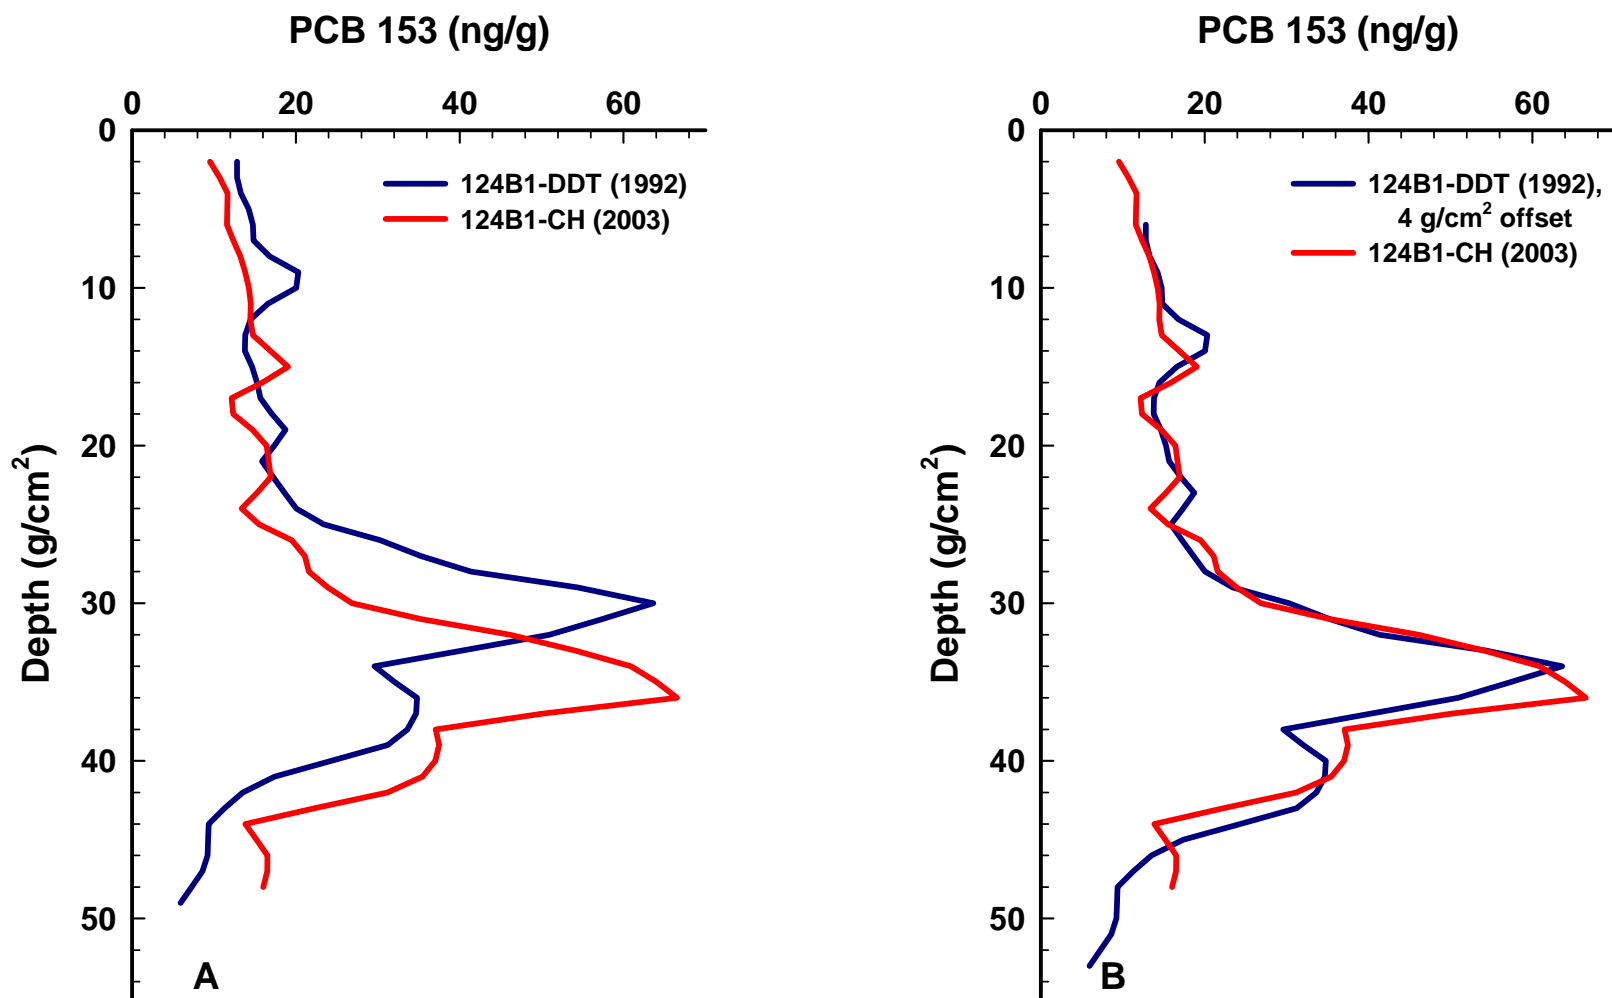 PCB 153 (ng/g)
0 20 40 60
0
10
20
30
40
50
Depth (g/cm²)
124B1-DDT (1992)
124B1-CH (2003)
A
PCB 153 (ng/g)
0 20 40 60
0
10
20
30
40
50
Depth (g/cm²)
124B1-DDT (1992),
4 g/cm² offset
124B1-CH (2003)
B